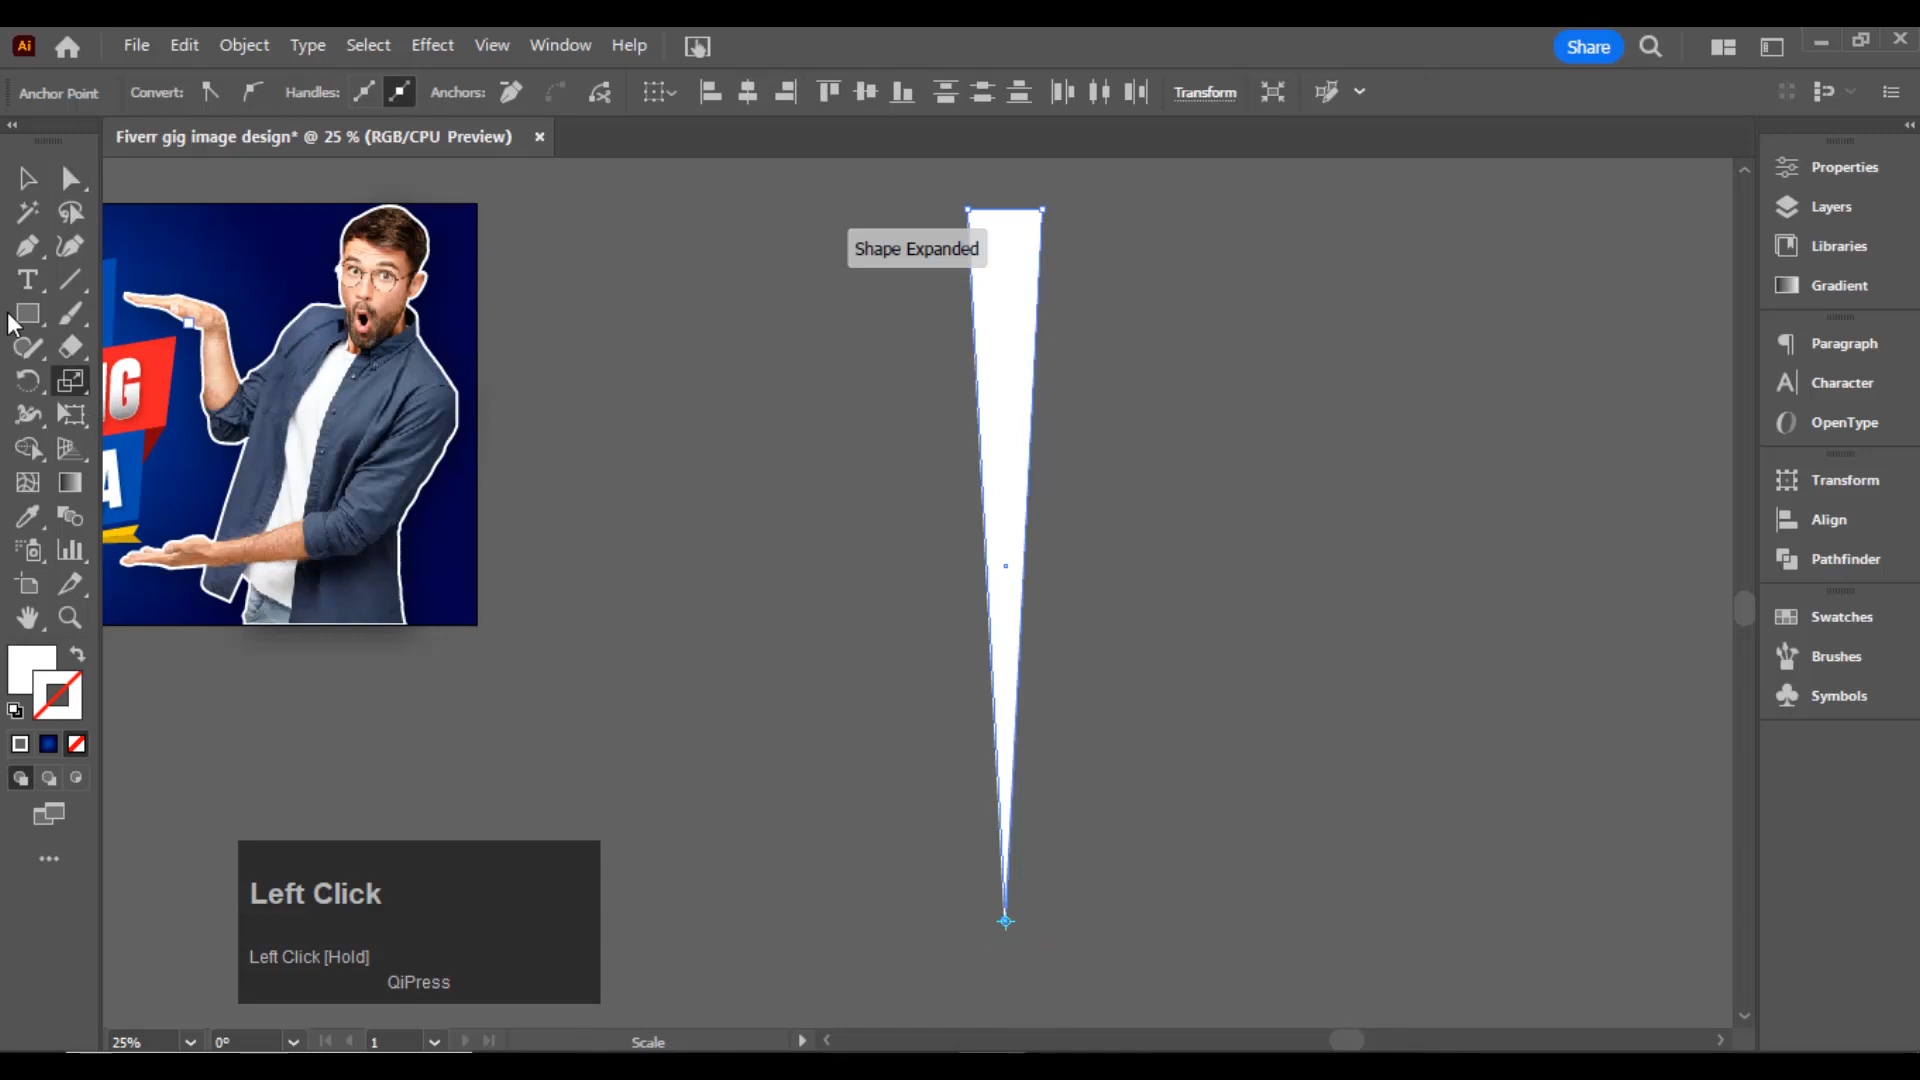 Ai
File Edit Object Type Select Effect View Window Help
Share
Anchor Point Convert: Handles: Anchors: Transform
Fiverr gig image design* @ 25 % (RGB/CPU Preview) ×
Properties
Layers
Libraries
Gradient
Paragraph
Character
OpenType
Transform
Align
Pathfinder
Swatches
Brushes
Symbols
Shape Expanded
G
A
Left Click
Left Click [Hold]
QiPress
25% 0° 1 Scale